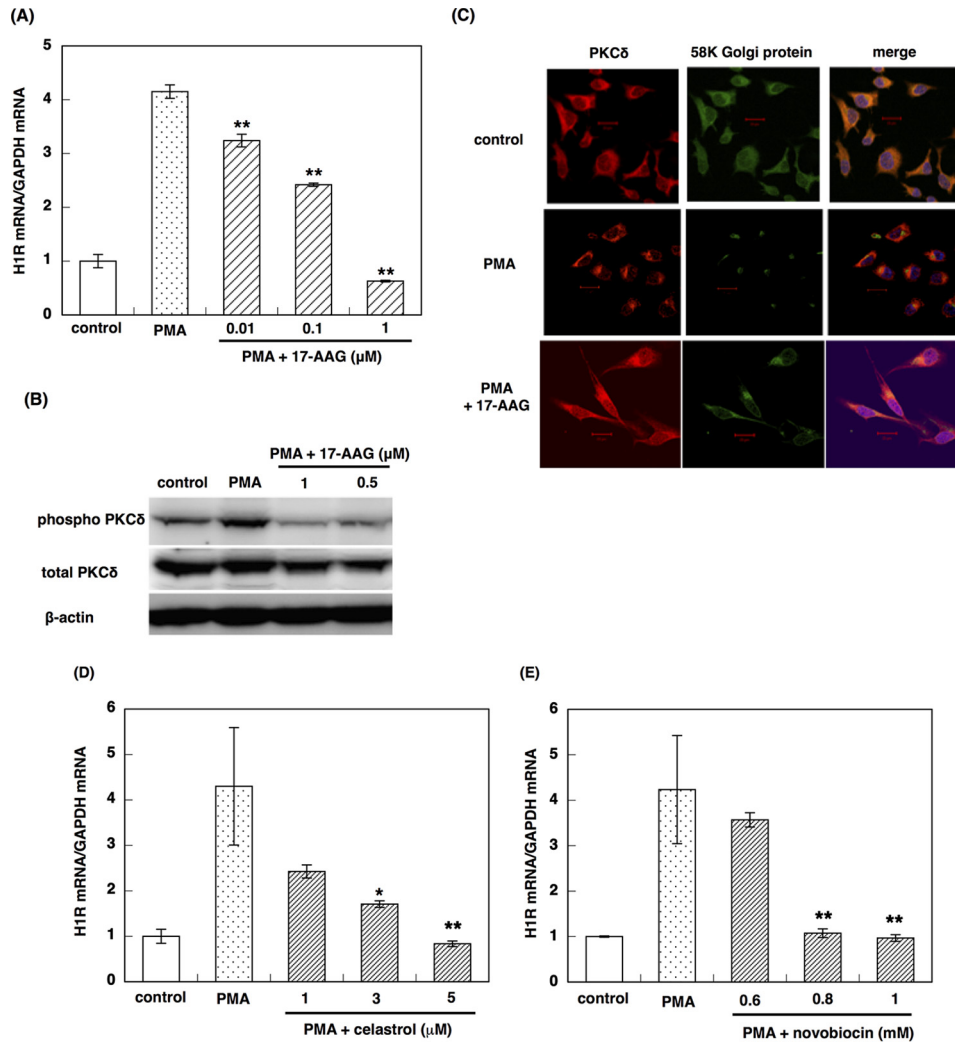 (A)
H1R mRNA/GAPDH mRNA
5
4
3
2
1
0
** ** **
control PMA 0.01 0.1 1
PMA + 17-AAG (µM)
(B)
PMA + 17-AAG (µM)
control PMA 1 0.5
phospho PKCδ
total PKCδ
β-actin
(C)
PKCδ 58K Golgi protein merge
control
PMA
PMA
+ 17-AAG
(D)
H1R mRNA/GAPDH mRNA
6
5
4
3
2
1
0
* **
control PMA 1 3 5
PMA + celastrol (µM)
(E)
H1R mRNA/GAPDH mRNA
6
5
4
3
2
1
0
** **
control PMA 0.6 0.8 1
PMA + novobiocin (mM)